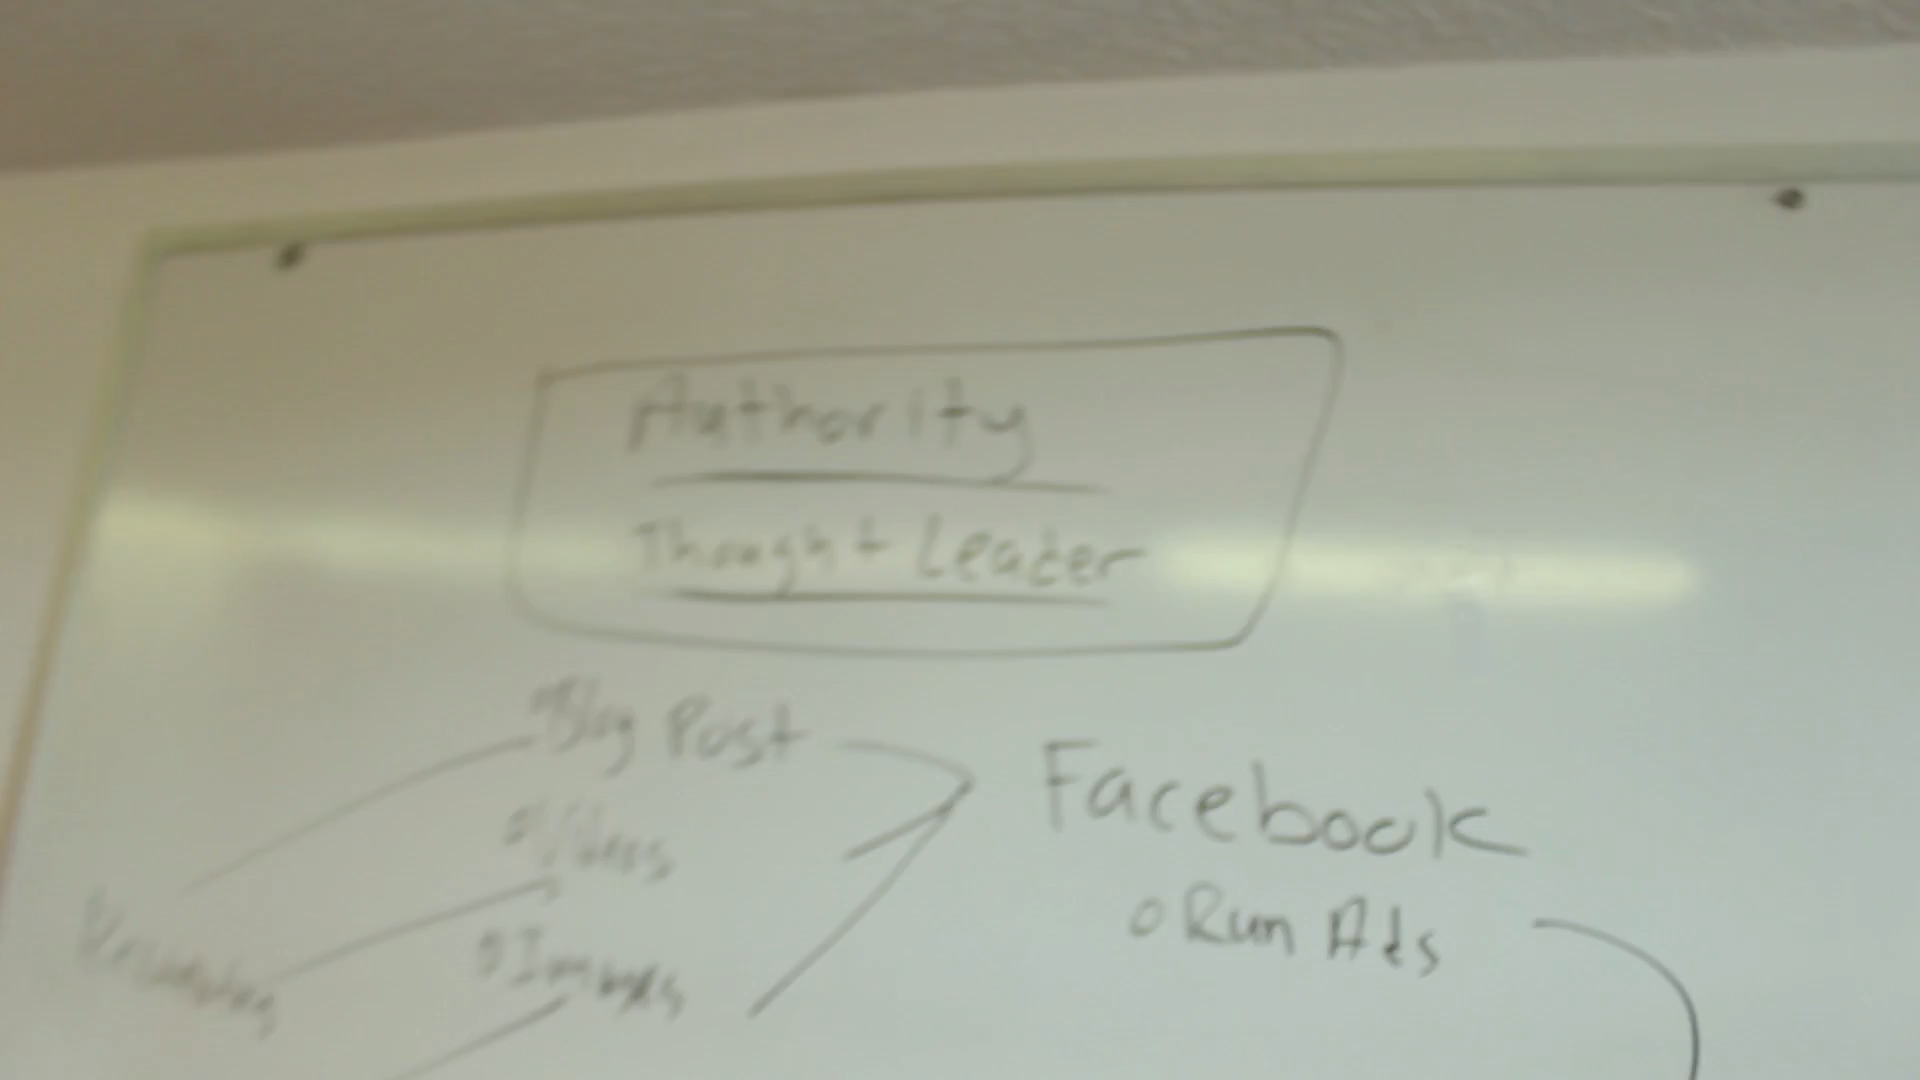 Authority
Thought Leader
Blog Post
Videos
Images
Facebook
o Run Ads